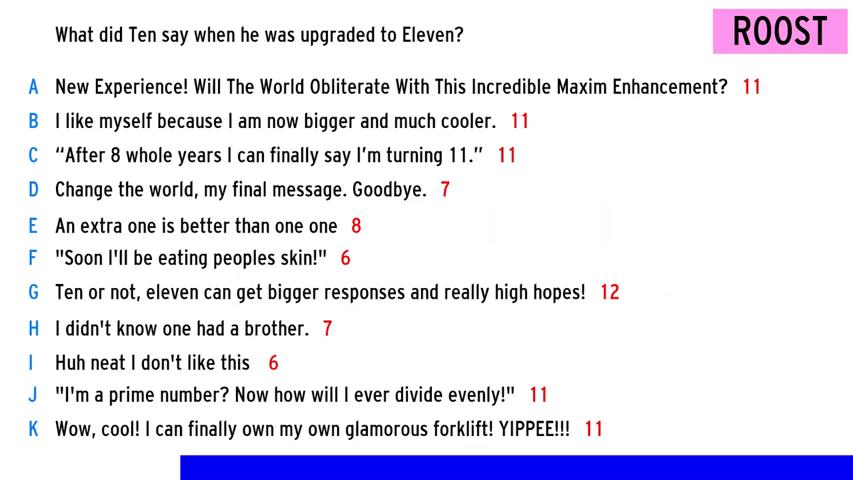 What did Ten say when he was upgraded to Eleven?
ROOST
A New Experience! Will The World Obliterate With This Incredible Maxim Enhancement? 11
B I like myself because I am now bigger and much cooler. 11
C “After 8 whole years I can finally say I’m turning 11.” 11
D Change the world, my final message. Goodbye. 7
E An extra one is better than one one 8
F "Soon I'll be eating peoples skin!" 6
G Ten or not, eleven can get bigger responses and really high hopes! 12
H I didn't know one had a brother. 7
I Huh neat I don't like this 6
J "I'm a prime number? Now how will I ever divide evenly!" 11
K Wow, cool! I can finally own my own glamorous forklift! YIPPEE!!! 11